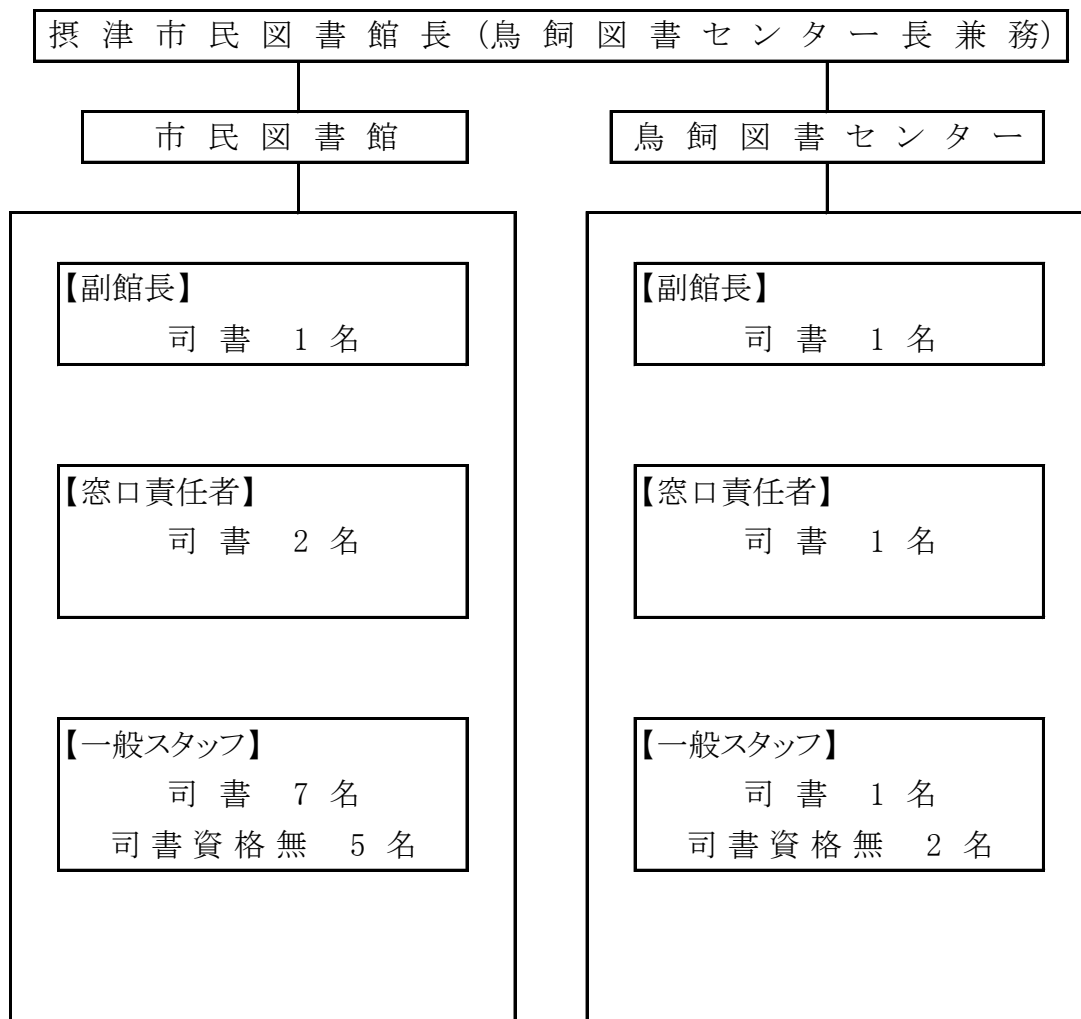 摂津市民図書館長(鳥飼図書センター長兼務)
市民図書館
鳥飼図書センター
【副館長】
司書 1名
【窓口責任者】
司書 2名
【一般スタッフ】
司書 7名
司書資格無 5名
【副館長】
司書 1名
【窓口責任者】
司書 1名
【一般スタッフ】
司書 1名
司書資格無 2名